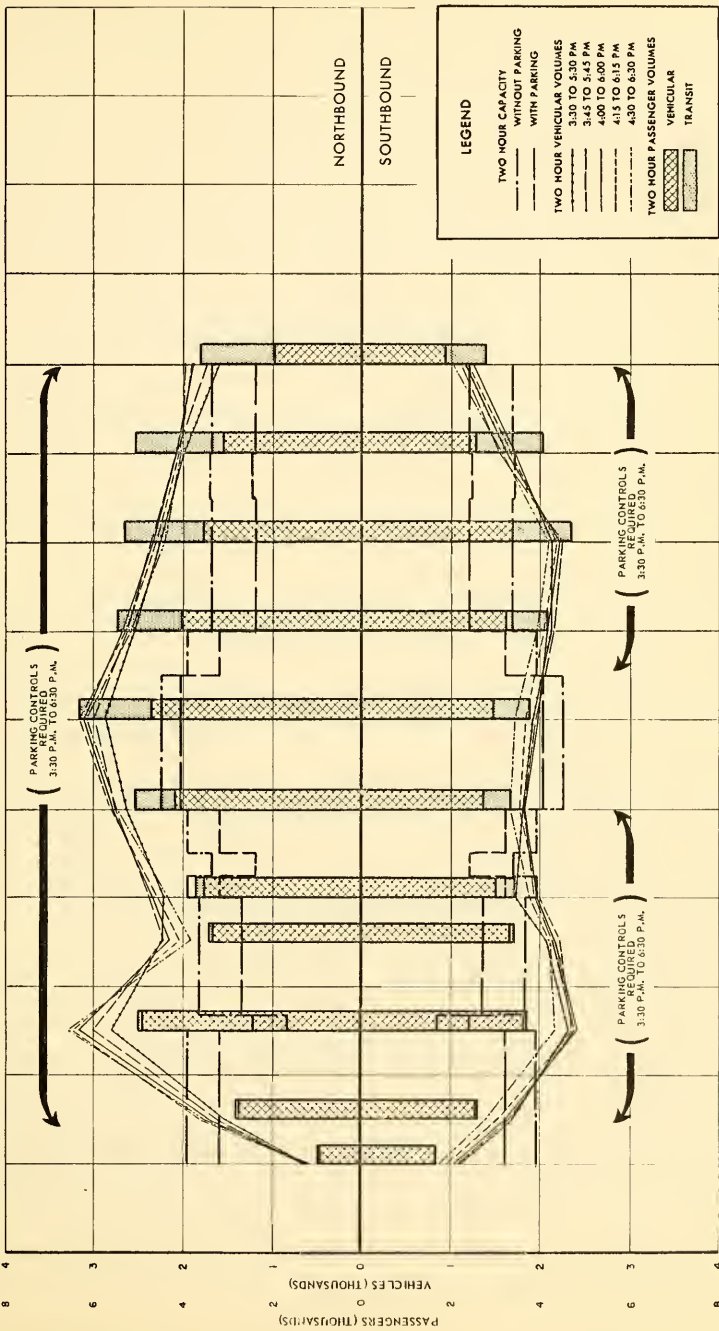 ( PARKING CONTROLS
REQUIRED
3:30 P.M. TO 6:30 P.M. )
NORTHBOUND
SOUTHBOUND
( PARKING CONTROLS
REQUIRED
3:30 P.M. TO 6:30 P.M. )
( PARKING CONTROLS
REQUIRED
3:30 P.M. TO 6:30 P.M. )
8 6 4 2 0 2 4 6 8
PASSENGERS (THOUSANDS)
4 3 2 1 0 1 2 3 4
VEHICLES (THOUSANDS)
LEGEND
TWO HOUR CAPACITY
WITHOUT PARKING
WITH PARKING
TWO HOUR VEHICULAR VOLUMES
3:30 TO 5:30 PM
3:45 TO 5:45 PM
4:00 TO 6:00 PM
4:15 TO 6:15 PM
4:30 TO 6:30 PM
TWO HOUR PASSENGER VOLUMES
VEHICULAR
TRANSIT